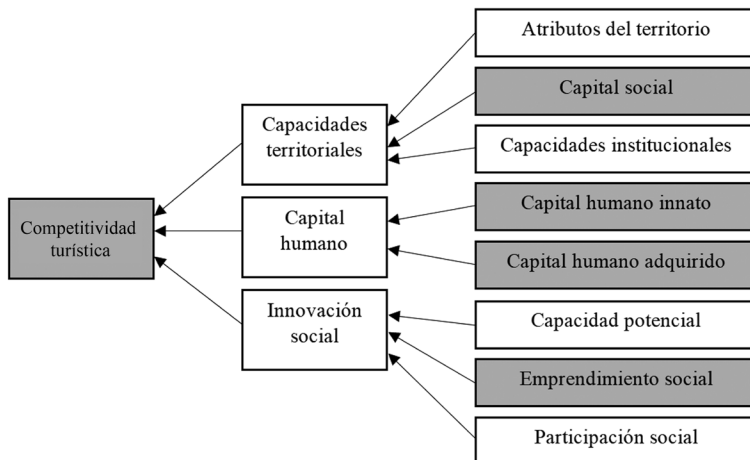 Atributos del territorio
Capital social
Capacidades
territoriales
Capacidades institucionales
Competitividad
turística
Capital
humano
Capital humano innato
Capital humano adquirido
Innovación
social
Capacidad potencial
Emprendimiento social
Participación social